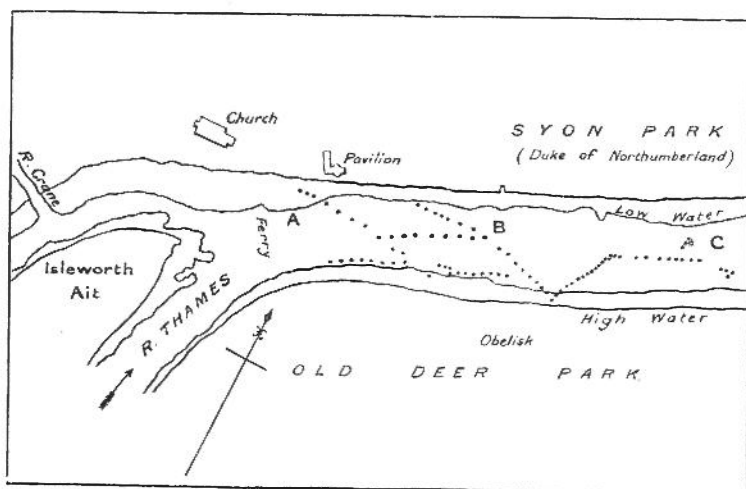 Church
SYON PARK
(Duke of Northumberland)
Pavilion
R. Crane
Low Water
A
B
C
Ferry
Isleworth
Ait
R. THAMES
High Water
Obelisk
OLD DEER PARK